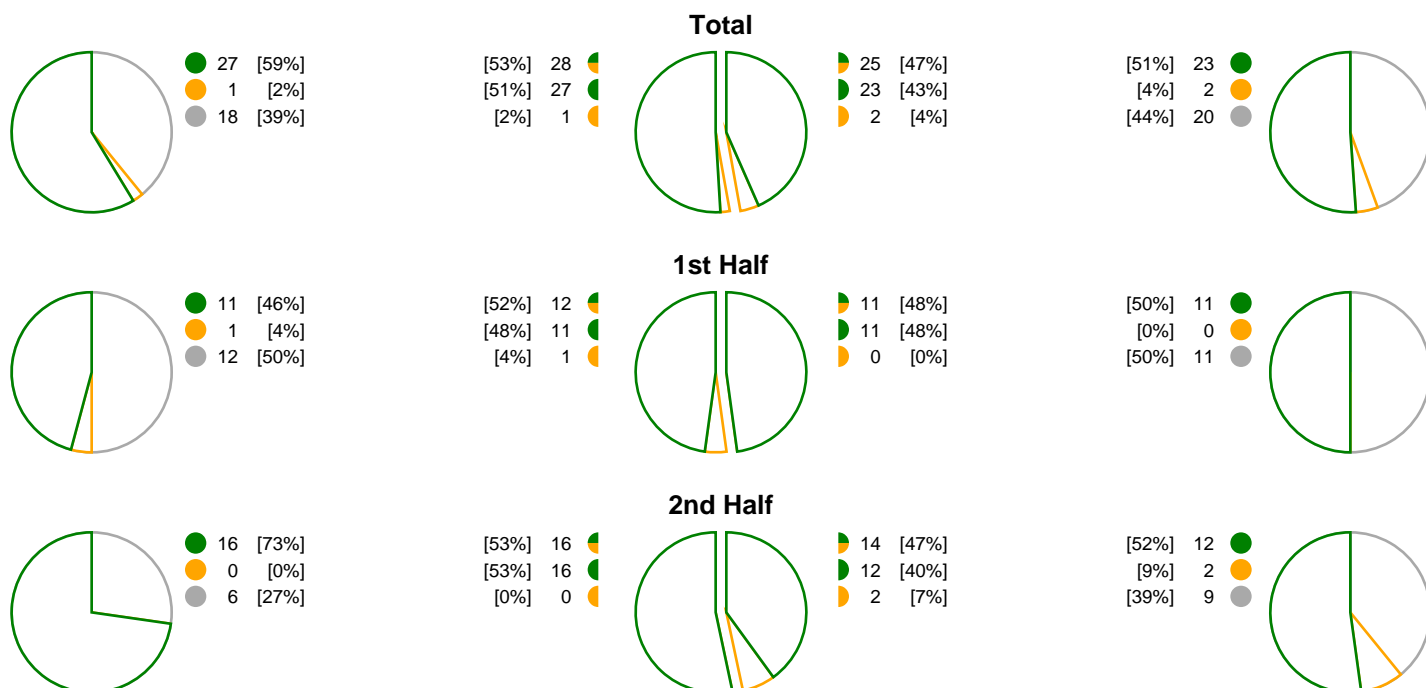 Total
27 [59%] [53%] 28 25 [47%] [51%] 23
1 [2%] [51%] 27 23 [43%] [4%] 2
18 [39%] [2%] 1 2 [4%] [44%] 20
1st Half
11 [46%] [52%] 12 11 [48%] [50%] 11
1 [4%] [48%] 11 11 [48%] [0%] 0
12 [50%] [4%] 1 0 [0%] [50%] 11
2nd Half
16 [73%] [53%] 16 14 [47%] [52%] 12
0 [0%] [53%] 16 12 [40%] [9%] 2
6 [27%] [0%] 0 2 [7%] [39%] 9